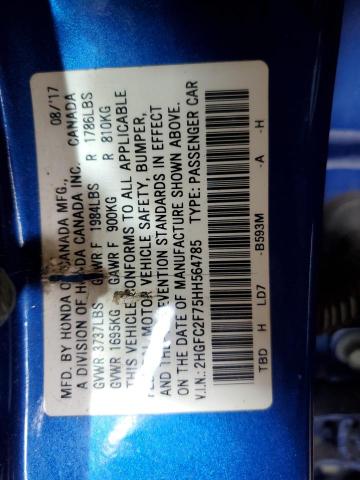 MFD. BY HONDA OF CANADA MFG., 08/'17
A DIVISION OF HONDA CANADA INC. CANADA
GVWR 3737LBS GAWR F 1984LBS R 1786LBS
GVWR 1695KG GAWR F 900KG R 810KG
THIS VEHICLE CONFORMS TO ALL APPLICABLE
MOTOR VEHICLE SAFETY, BUMPER,
AND THEFT PREVENTION STANDARDS IN EFFECT
ON THE DATE OF MANUFACTURE SHOWN ABOVE.
V.I.N.: 2HGFC2F75HH564785 TYPE: PASSENGER CAR
TBD H LD7 -B593M -A -H